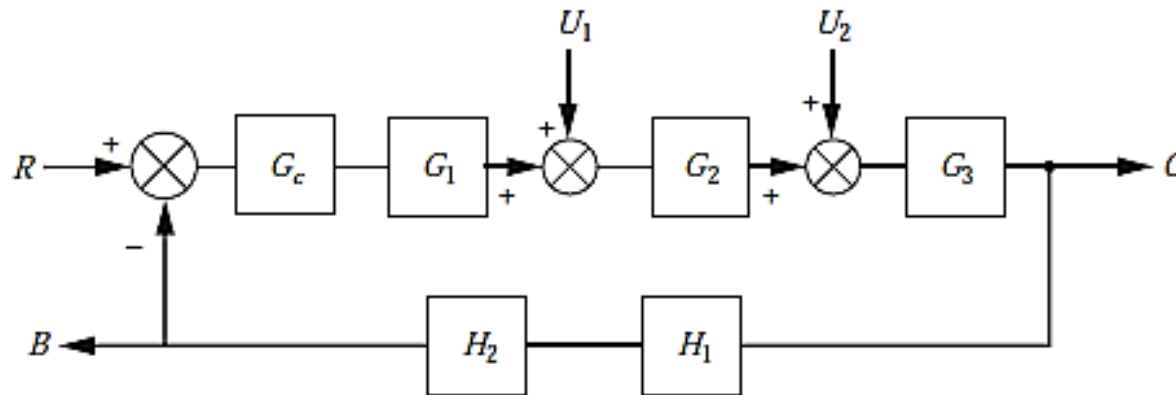 U1 U2
R + Gc G1 + + G2 + + G3 C
−
B H2 H1